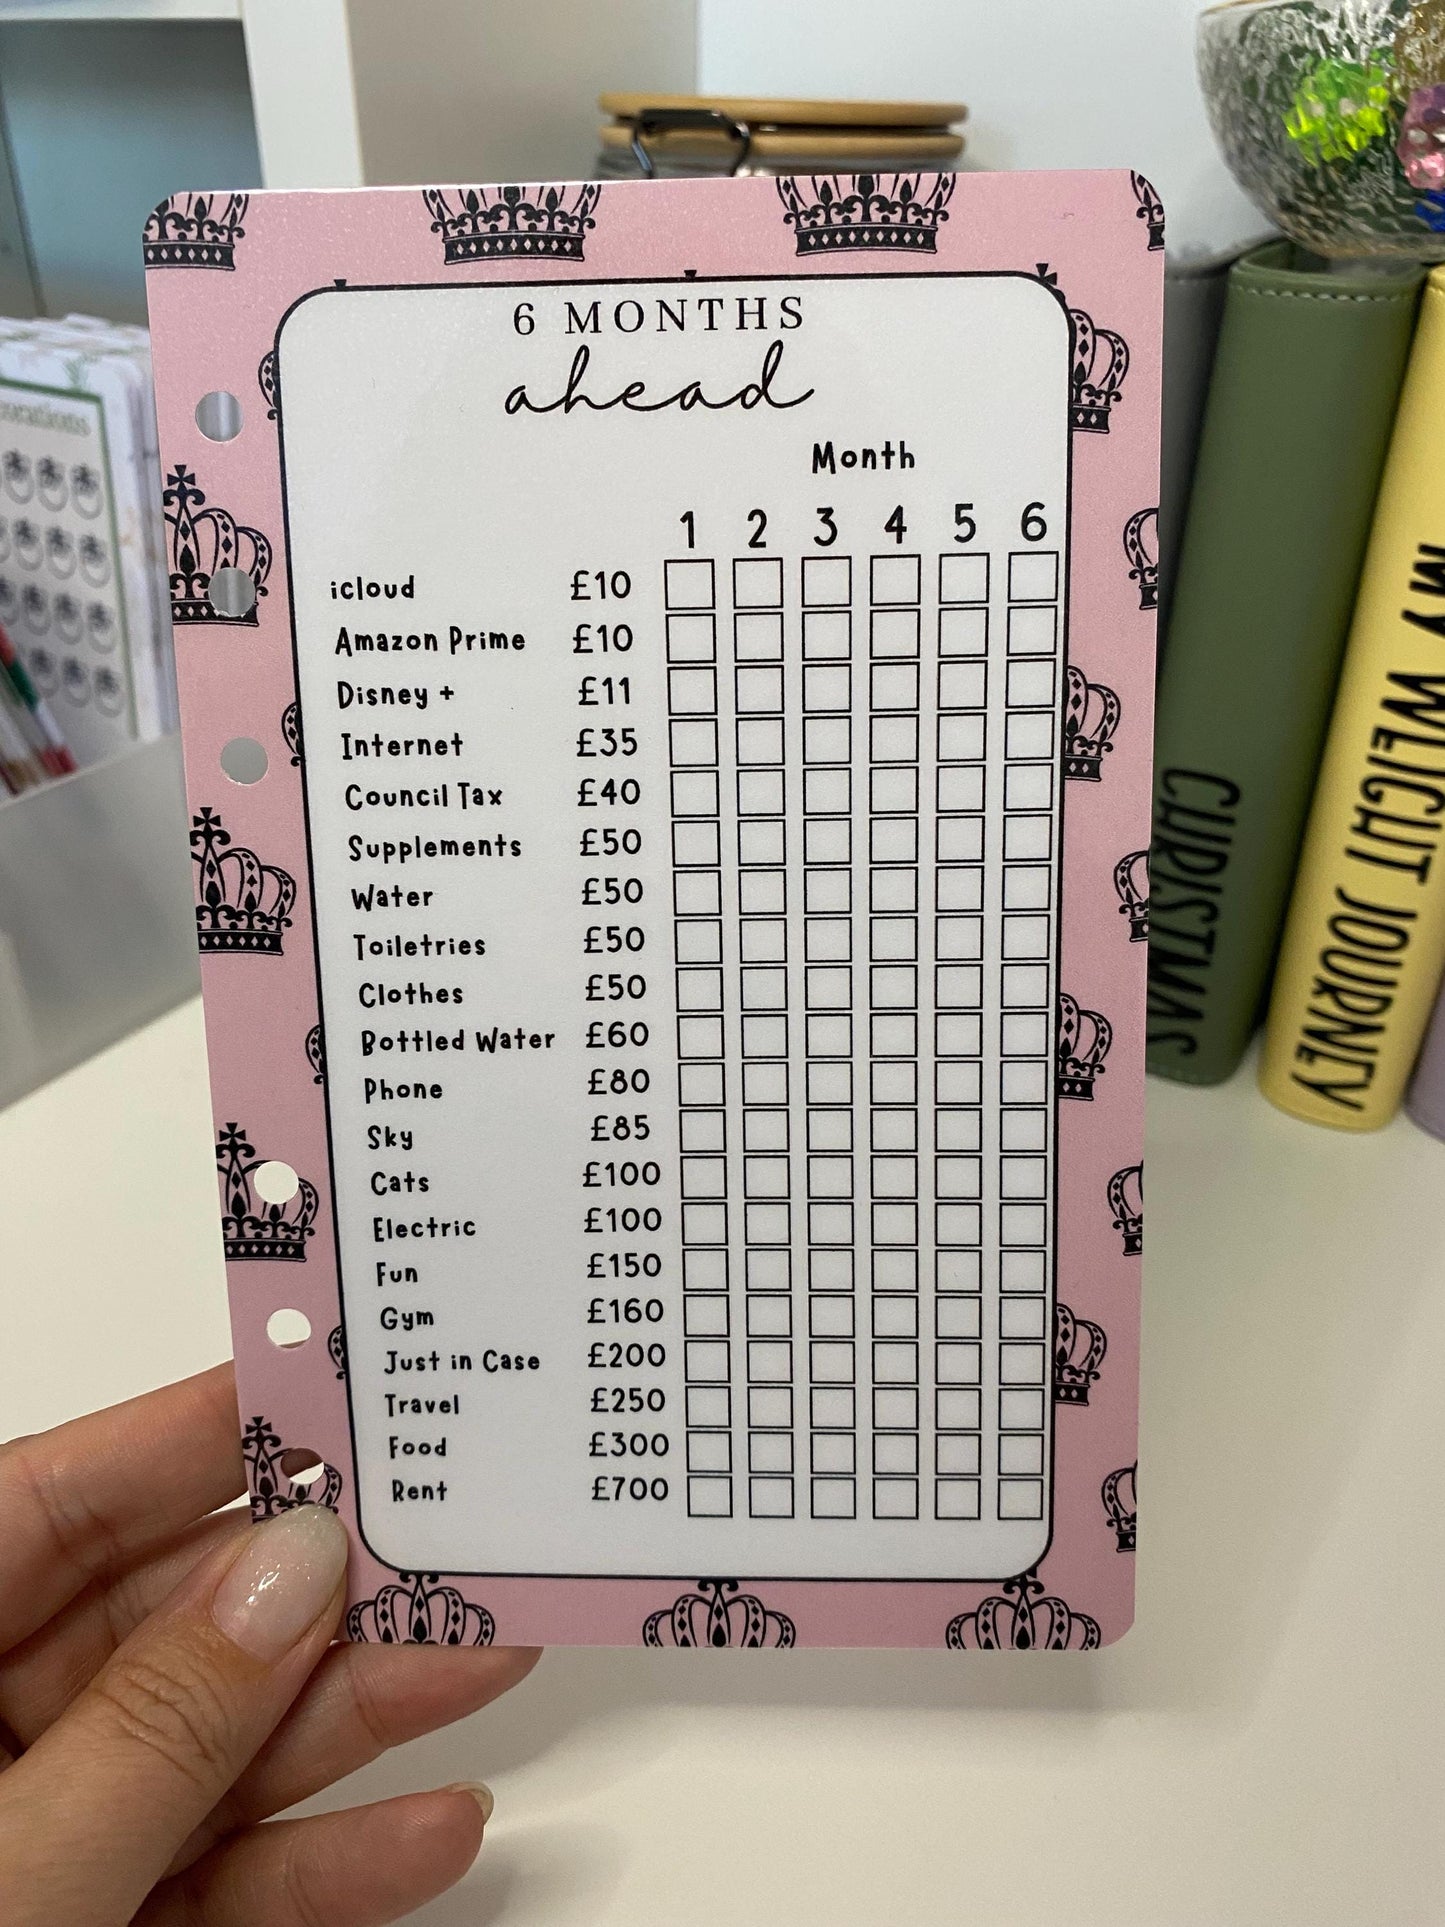 6 MONTHS
ahead
Month
1 2 3 4 5 6
icloud £10
Amazon Prime £10
Disney + £11
Internet £35
Council Tax £40
Supplements £50
Water £50
Toiletries £50
Clothes £50
Bottled Water £60
Phone £80
Sky £85
Cats £100
Electric £100
Fun £150
Gym £160
Just in Case £200
Travel £250
Food £300
Rent £700
CHRISTMAS
MY WEIGHT JOURNEY